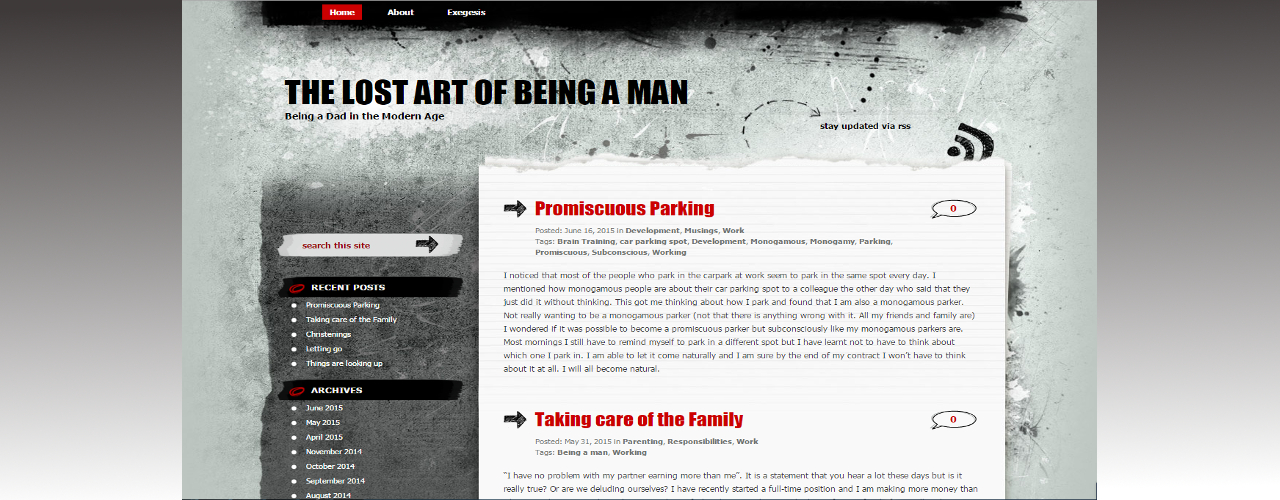 Home About Exegesis
THE LOST ART OF BEING A MAN
Being a Dad in the Modern Age
stay updated via rss
search this site
RECENT POSTS
Promiscuous Parking
Taking care of the Family
Christenings
Letting go
Things are looking up
ARCHIVES
June 2015
May 2015
April 2015
November 2014
October 2014
September 2014
August 2014
Promiscuous Parking
0
Posted: June 16, 2015 in Development, Musings, Work
Tags: Brain Training, car parking spot, Development, Monogamous, Monogamy, Parking,
Promiscuous, Subconscious, Working
I noticed that most of the people who park in the carpark at work seem to park in the same spot every day. I
mentioned how monogamous people are about their car parking spot to a colleague the other day who said that they
just did it without thinking. This got me thinking about how I park and found that I am also a monogamous parker.
Not really wanting to be a monogamous parker (not that there is anything wrong with it. All my friends and family are)
I wondered if it was possible to become a promiscuous parker but subconsciously like my monogamous parkers are.
Most mornings I still have to remind myself to park in a different spot but I have learnt not to have to think about
which one I park in. I am able to let it come naturally and I am sure by the end of my contract I won't have to think
about it at all. I will all become natural.
Taking care of the Family
0
Posted: May 31, 2015 in Parenting, Responsibilities, Work
Tags: Being a man, Working
"I have no problem with my partner earning more than me". It is a statement that you hear a lot these days but is it
really true? Or are we deluding ourselves? I have recently started a full-time position and I am making more money than